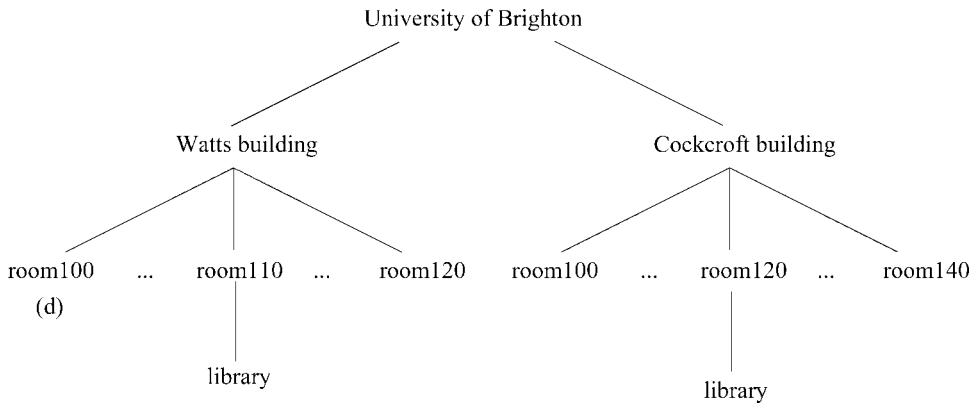 University of Brighton
Watts building Cockcroft building
room100 ... room110 ... room120 room100 ... room120 ... room140
(d)
library library